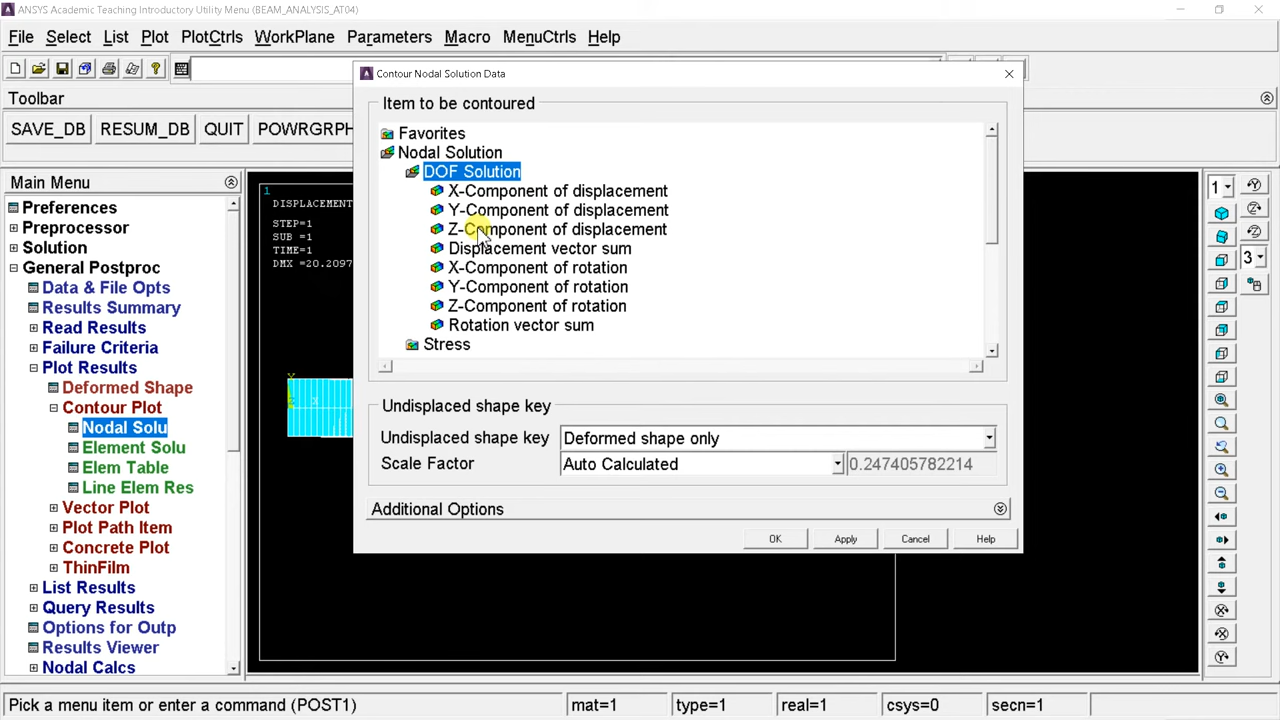 ANSYS Academic Teaching Introductory Utility Menu (BEAM_ANALYSIS_AT04)
File Select List Plot PlotCtrls WorkPlane Parameters Macro MenuCtrls Help
Toolbar
SAVE_DB RESUM_DB QUIT POWRGRPH
Main Menu
Preferences
Preprocessor
Solution
General Postproc
Data & File Opts
Results Summary
Read Results
Failure Criteria
Plot Results
Deformed Shape
Contour Plot
Nodal Solu
Element Solu
Elem Table
Line Elem Res
Vector Plot
Plot Path Item
Concrete Plot
ThinFilm
List Results
Query Results
Options for Outp
Results Viewer
Nodal Calcs
1
DISPLACEMENT
STEP=1
SUB =1
TIME=1
DMX =20.2097
Y
Z X
Contour Nodal Solution Data
Item to be contoured
Favorites
Nodal Solution
DOF Solution
X-Component of displacement
Y-Component of displacement
Z-Component of displacement
Displacement vector sum
X-Component of rotation
Y-Component of rotation
Z-Component of rotation
Rotation vector sum
Stress
Undisplaced shape key
Undisplaced shape key Deformed shape only
Scale Factor Auto Calculated 0.247405782214
Additional Options
OK Apply Cancel Help
1
3
Pick a menu item or enter a command (POST1) mat=1 type=1 real=1 csys=0 secn=1